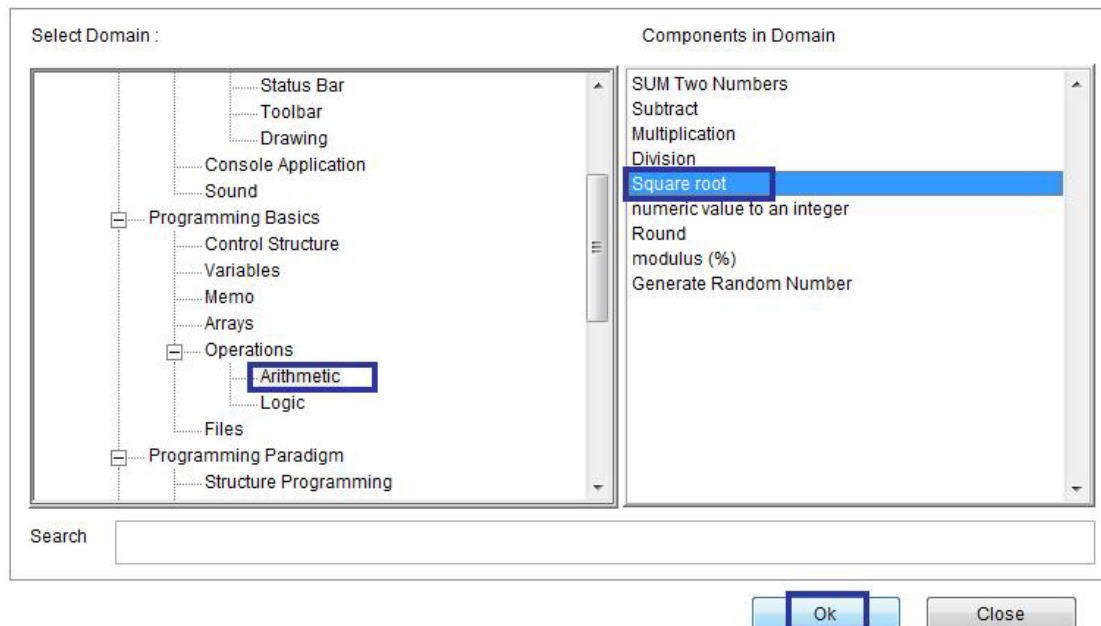 Select Domain :
Components in Domain
Status Bar
Toolbar
Drawing
Console Application
Sound
Programming Basics
Control Structure
Variables
Memo
Arrays
Operations
Arithmetic
Logic
Files
Programming Paradigm
Structure Programming
SUM Two Numbers
Subtract
Multiplication
Division
Square root
numeric value to an integer
Round
modulus (%)
Generate Random Number
Search
Ok
Close